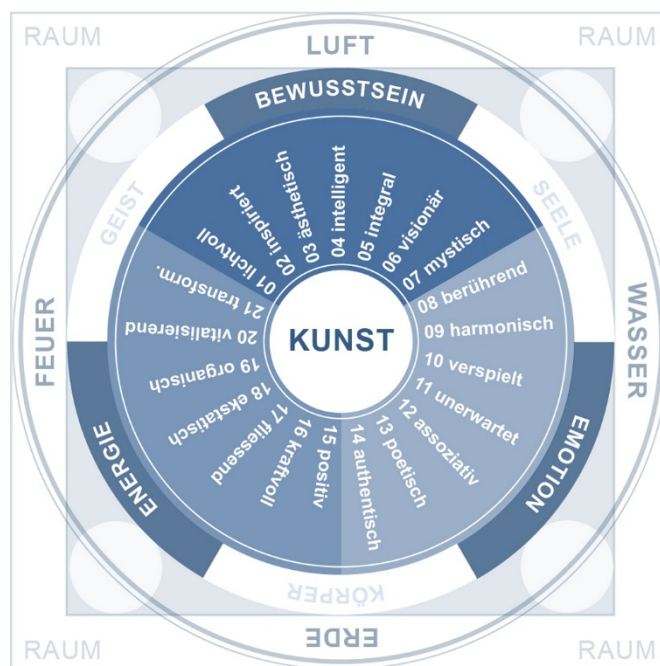 RAUM
LUFT
RAUM
BEWUSSTSEIN
GEIST
SEELE
FEUER
WASSER
01 lichtvoll
02 inspiriert
03 ästhetisch
04 intelligent
05 integral
06 visionär
07 mystisch
08 berührend
09 harmonisch
10 verspielt
11 unerwartet
12 assoziativ
13 poetisch
14 authentisch
15 positiv
16 kraftvoll
17 fliessend
18 ekstatisch
19 organisch
20 vitalisierend
21 transform.
KUNST
ENERGIE
EMOTION
KÖRPER
RAUM
ERDE
RAUM